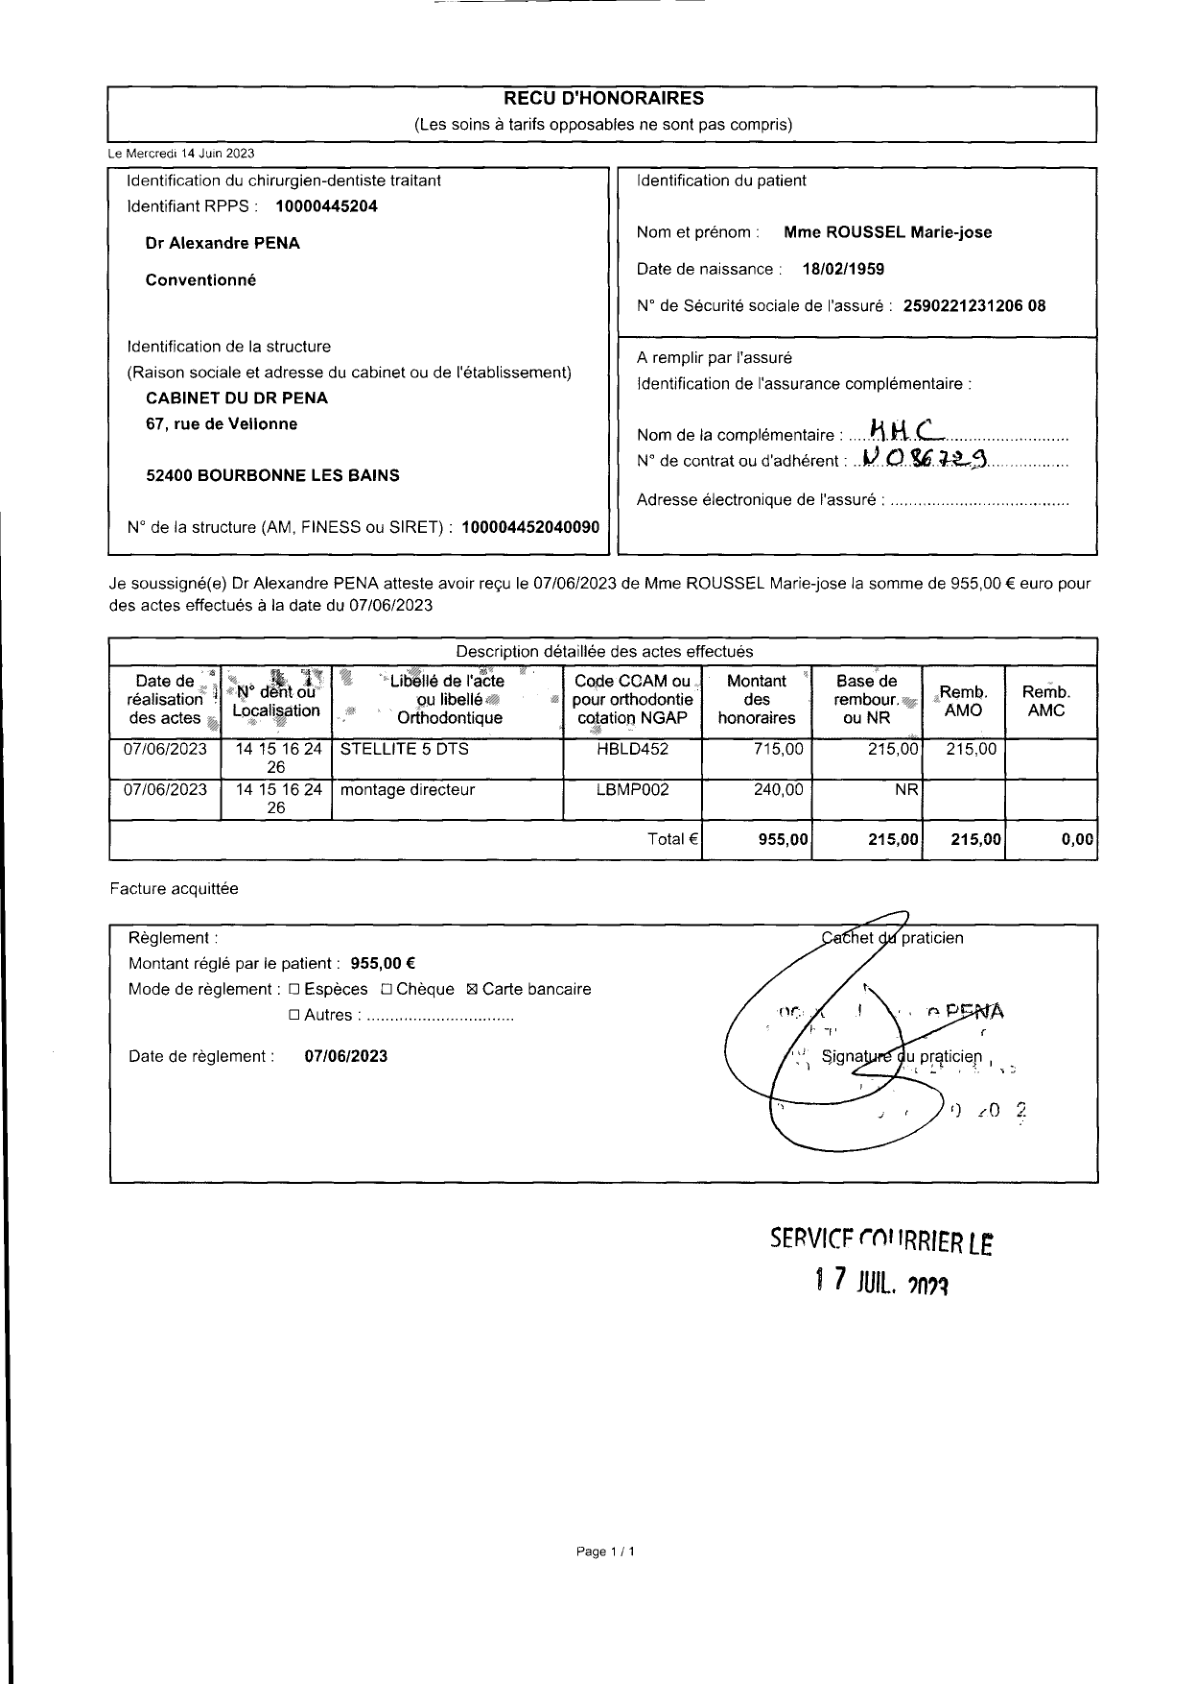 RECU D'HONORAIRES
(Les soins à tarifs opposables ne sont pas compris)
Le Mercredi 14 Juin 2023
Identification du chirurgien-dentiste traitant
Identifiant RPPS : 10000445204
Dr Alexandre PENA
Conventionné
Identification de la structure
(Raison sociale et adresse du cabinet ou de l'établissement)
CABINET DU DR PENA
67, rue de Vellonne
52400 BOURBONNE LES BAINS
N° de la structure (AM, FINESS ou SIRET) : 100004452040090
Identification du patient
Nom et prénom : Mme ROUSSEL Marie-jose
Date de naissance : 18/02/1959
N° de Sécurité sociale de l'assuré : 2590221231206 08
A remplir par l'assuré
Identification de l'assurance complémentaire :
Nom de la complémentaire : MMC
N° de contrat ou d'adhérent : N086729
Adresse électronique de l'assuré :
Je soussigné(e) Dr Alexandre PENA atteste avoir reçu le 07/06/2023 de Mme ROUSSEL Marie-jose la somme de 955,00 € euro pour
des actes effectués à la date du 07/06/2023
Description détaillée des actes effectués
Date de réalisation des actes N° dent ou Localisation Libellé de l'acte ou libellé Orthodontique Code CCAM ou pour orthodontie cotation NGAP Montant des honoraires Base de rembour. ou NR Remb. AMO Remb. AMC
07/06/2023 14 15 16 24 26 STELLITE 5 DTS HBLD452 715,00 215,00 215,00
07/06/2023 14 15 16 24 26 montage directeur LBMP002 240,00 NR
Total € 955,00 215,00 215,00 0,00
Facture acquittée
Règlement :
Montant réglé par le patient : 955,00 €
Mode de règlement : ☐ Espèces ☐ Chèque ☒ Carte bancaire
☐ Autres : ...............................
Date de règlement : 07/06/2023
Cachet du praticien
PENA
Signature du praticien
SERVICE COURRIER LE
17 JUIL. 2023
Page 1 / 1